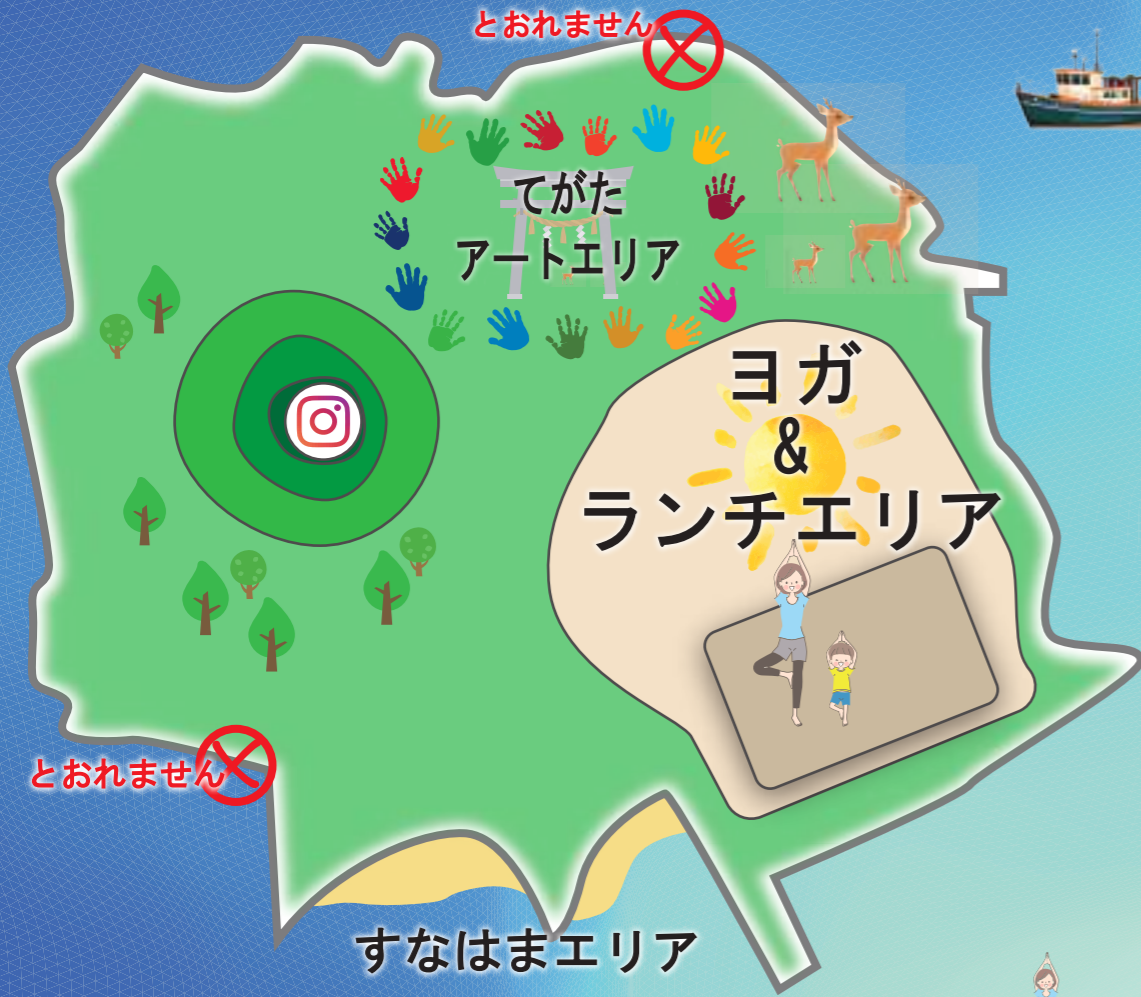 とおれません
てがた
アートエリア
ヨガ
&
ランチエリア
とおれません
すなはまエリア